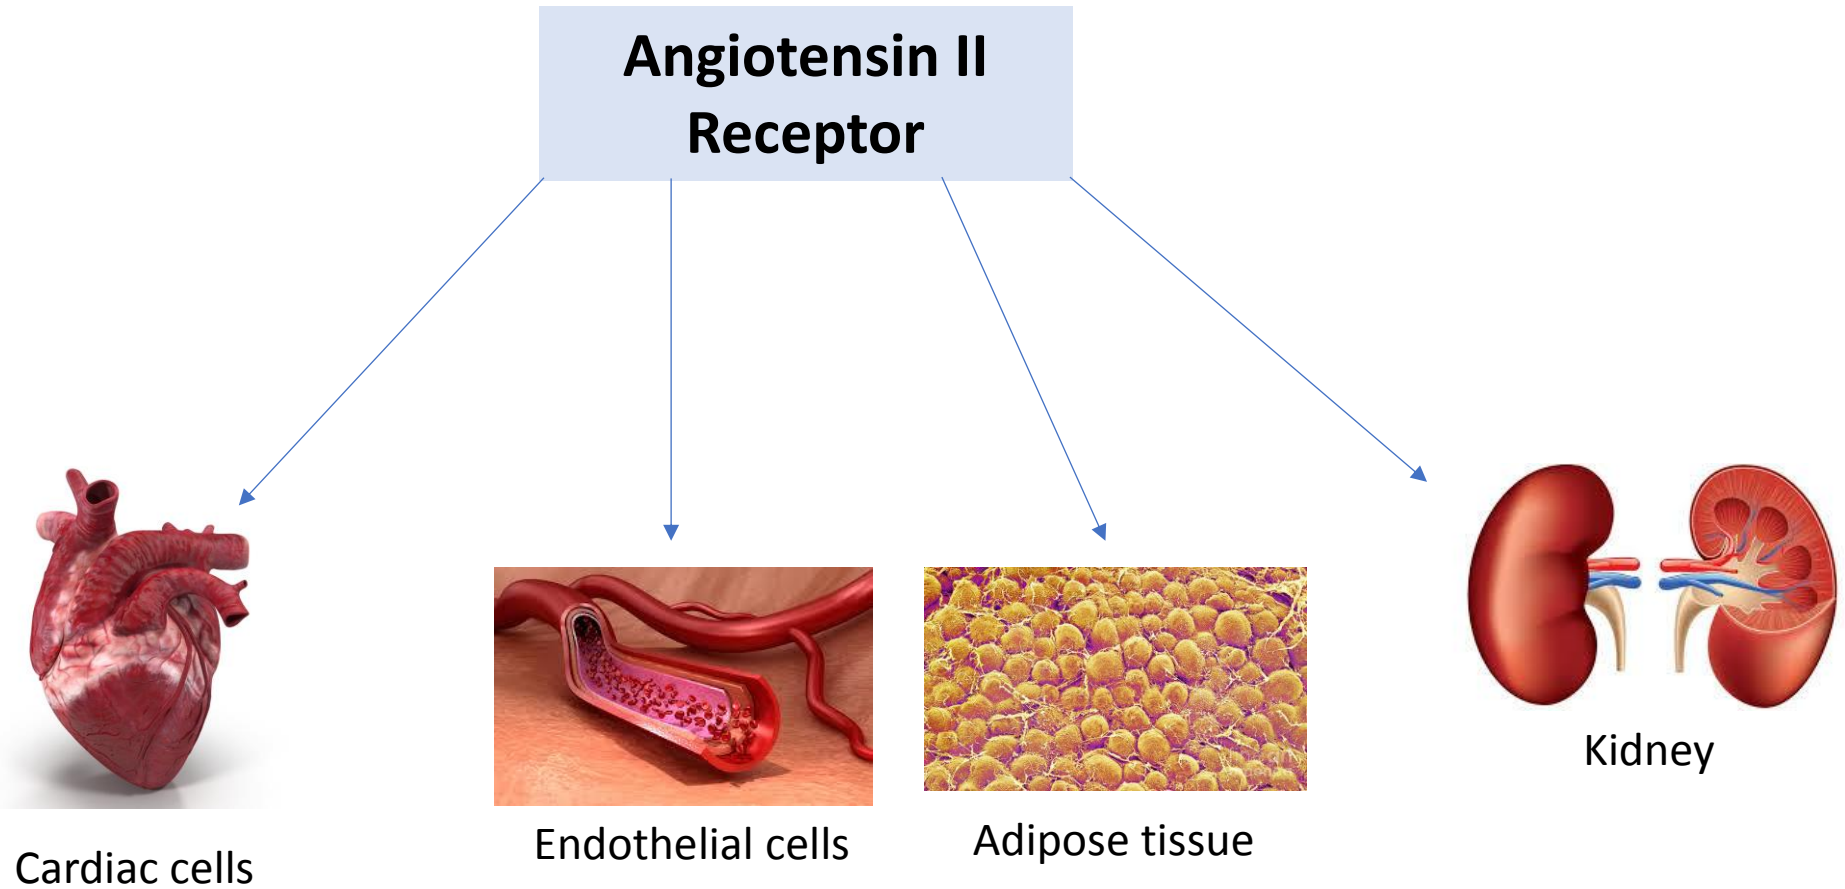 Angiotensin II
Receptor
Cardiac cells
Endothelial cells
Adipose tissue
Kidney